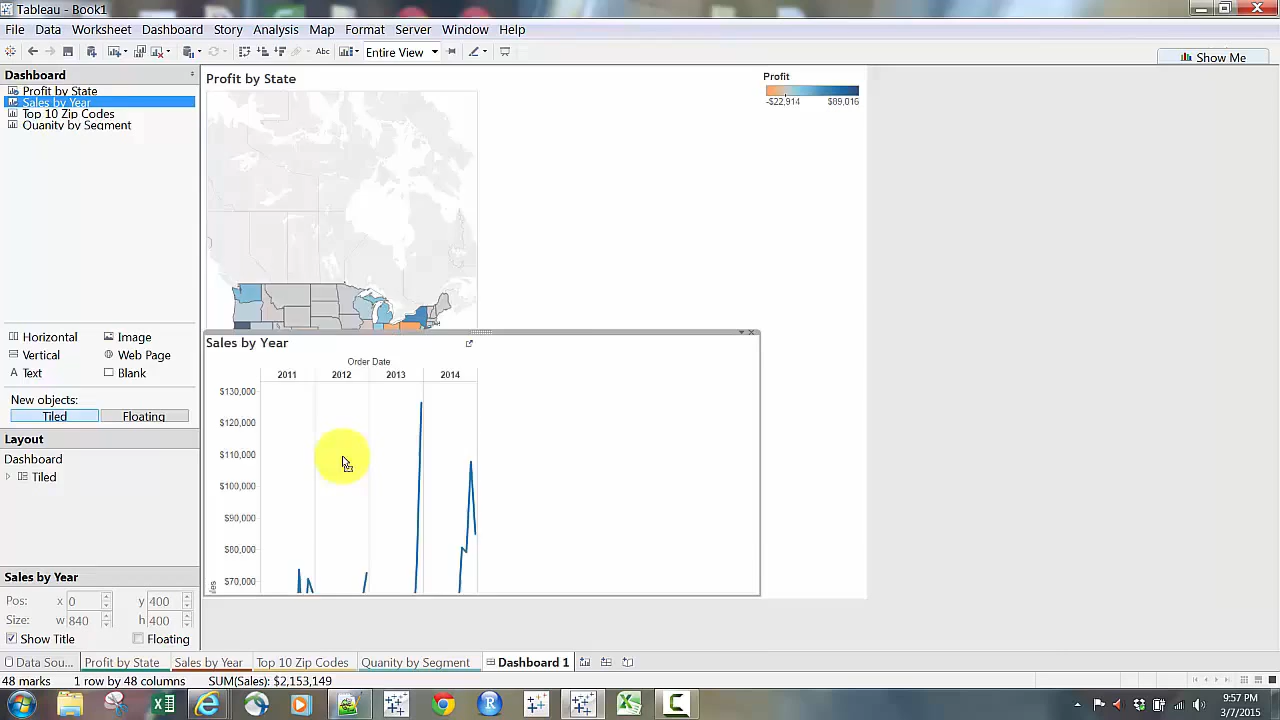 Tableau - Book1
File Data Worksheet Dashboard Story Analysis Map Format Server Window Help
Abc Entire View Show Me
Dashboard
Profit by State
Sales by Year
Top 10 Zip Codes
Quanity by Segment
Horizontal Image
Vertical Web Page
A Text Blank
New objects:
Tiled Floating
Layout
Dashboard
Tiled
Sales by Year
Pos: x 0 y 400
Size: w 840 h 400
Show Title Floating
Profit by State
Profit
-$22,914 $89,016
Sales by Year
Order Date
2011 2012 2013 2014
$130,000
$120,000
$110,000
$100,000
$90,000
$80,000
$70,000
Data Sou... Profit by State Sales by Year Top 10 Zip Codes Quanity by Segment Dashboard 1
48 marks 1 row by 48 columns SUM(Sales): $2,153,149
9:57 PM
3/7/2015